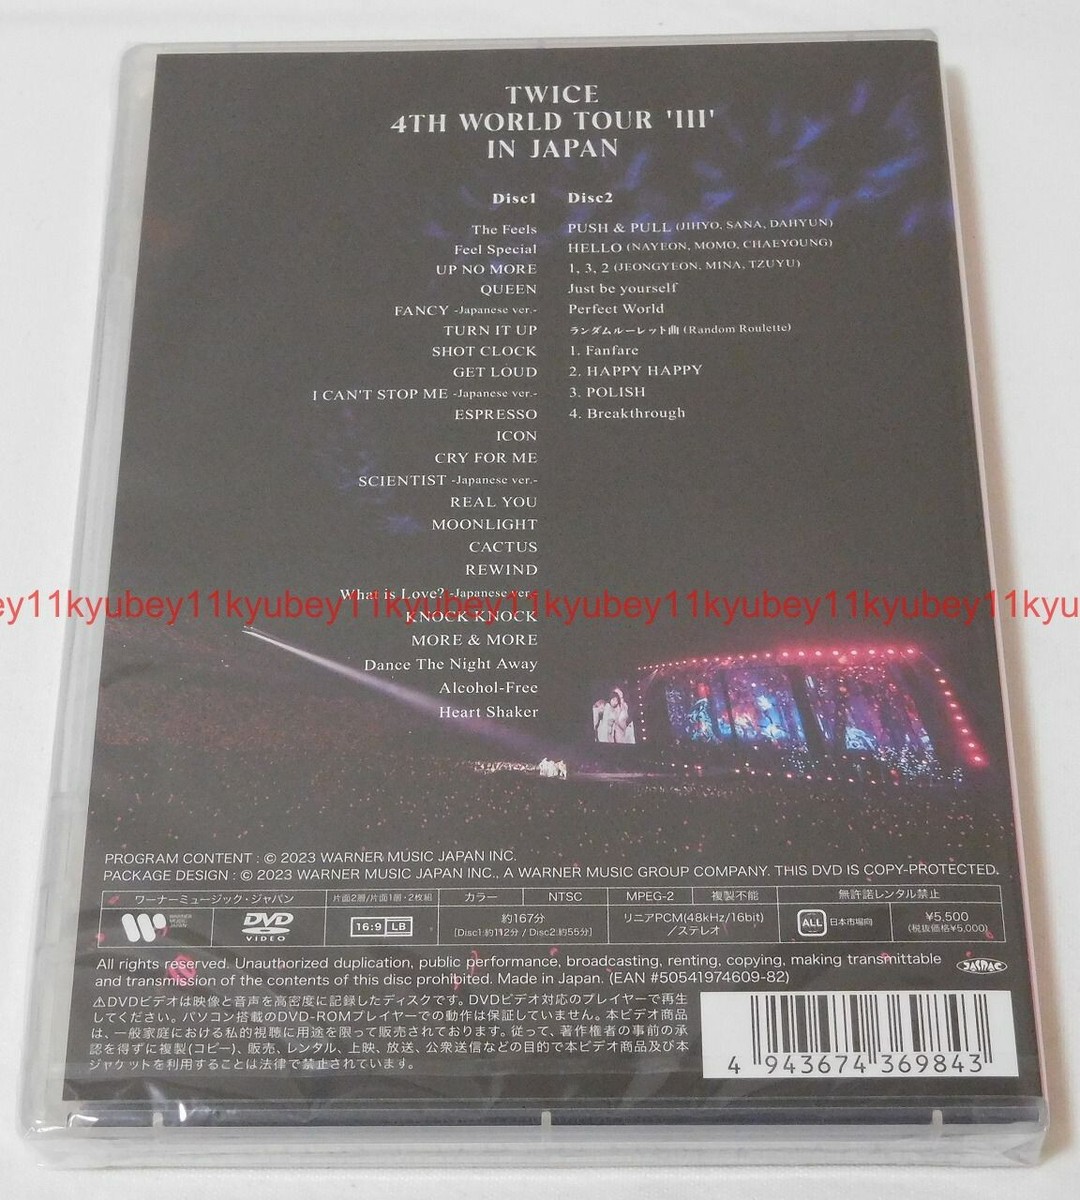 TWICE
4TH WORLD TOUR 'III'
IN JAPAN
Disc1
The Feels
Feel Special
UP NO MORE
QUEEN
FANCY -Japanese ver.-
TURN IT UP
SHOT CLOCK
GET LOUD
I CAN'T STOP ME -Japanese ver.-
ESPRESSO
ICON
CRY FOR ME
SCIENTIST -Japanese ver.-
REAL YOU
MOONLIGHT
CACTUS
REWIND
What is Love? -Japanese ver.-
KNOCK KNOCK
MORE & MORE
Dance The Night Away
Alcohol-Free
Heart Shaker
Disc2
PUSH & PULL (JIHYO, SANA, DAHYUN)
HELLO (NAYEON, MOMO, CHAEYOUNG)
1, 3, 2 (JEONGYEON, MINA, TZUYU)
Just be yourself
Perfect World
ランダムルーレット曲 (Random Roulette)
1. Fanfare
2. HAPPY HAPPY
3. POLISH
4. Breakthrough
ey11kyubey11kyubey11kyubey11kyubey11kyubey11kyubey11kyubey11kyu
PROGRAM CONTENT : © 2023 WARNER MUSIC JAPAN INC.
PACKAGE DESIGN : © 2023 WARNER MUSIC JAPAN INC., A WARNER MUSIC GROUP COMPANY. THIS DVD IS COPY-PROTECTED.
ワーナーミュージック・ジャパン 片面2層/片面1層・2枚組 カラー NTSC MPEG-2 複製不能 無許諾レンタル禁止
WARNER MUSIC JAPAN DVD VIDEO 16:9 LB 約167分 リニアPCM(48kHz/16bit) ALL 日本市場向 ¥5,500
[Disc1:約112分 / Disc2:約55分] /ステレオ (税抜価格¥5,000)
All rights reserved. Unauthorized duplication, public performance, broadcasting, renting, copying, making transmittable
and transmission of the contents of this disc prohibited. Made in Japan. (EAN #50541974609-82)
JASRAC
⚠DVDビデオは映像と音声を高密度に記録したディスクです。DVDビデオ対応のプレイヤーで再生
してください。パソコン搭載のDVD-ROMプレイヤーでの動作は保証していません。本ビデオ商品
は、一般家庭における私的視聴に用途を限って販売されております。従って、著作権者の事前の承
認を得ずに複製(コピー)、販売、レンタル、上映、放送、公衆送信などの目的で本ビデオ商品及び本
ジャケットを利用することは法律で禁止されています。
4 943674 369843